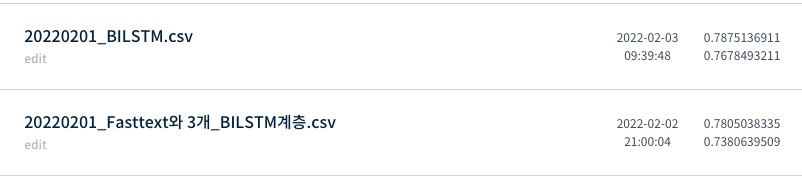 20220201_BILSTM.csv
edit
2022-02-03
09:39:48
0.7875136911
0.7678493211
20220201_Fasttext와 3개_BILSTM계층.csv
edit
2022-02-02
21:00:04
0.7805038335
0.7380639509